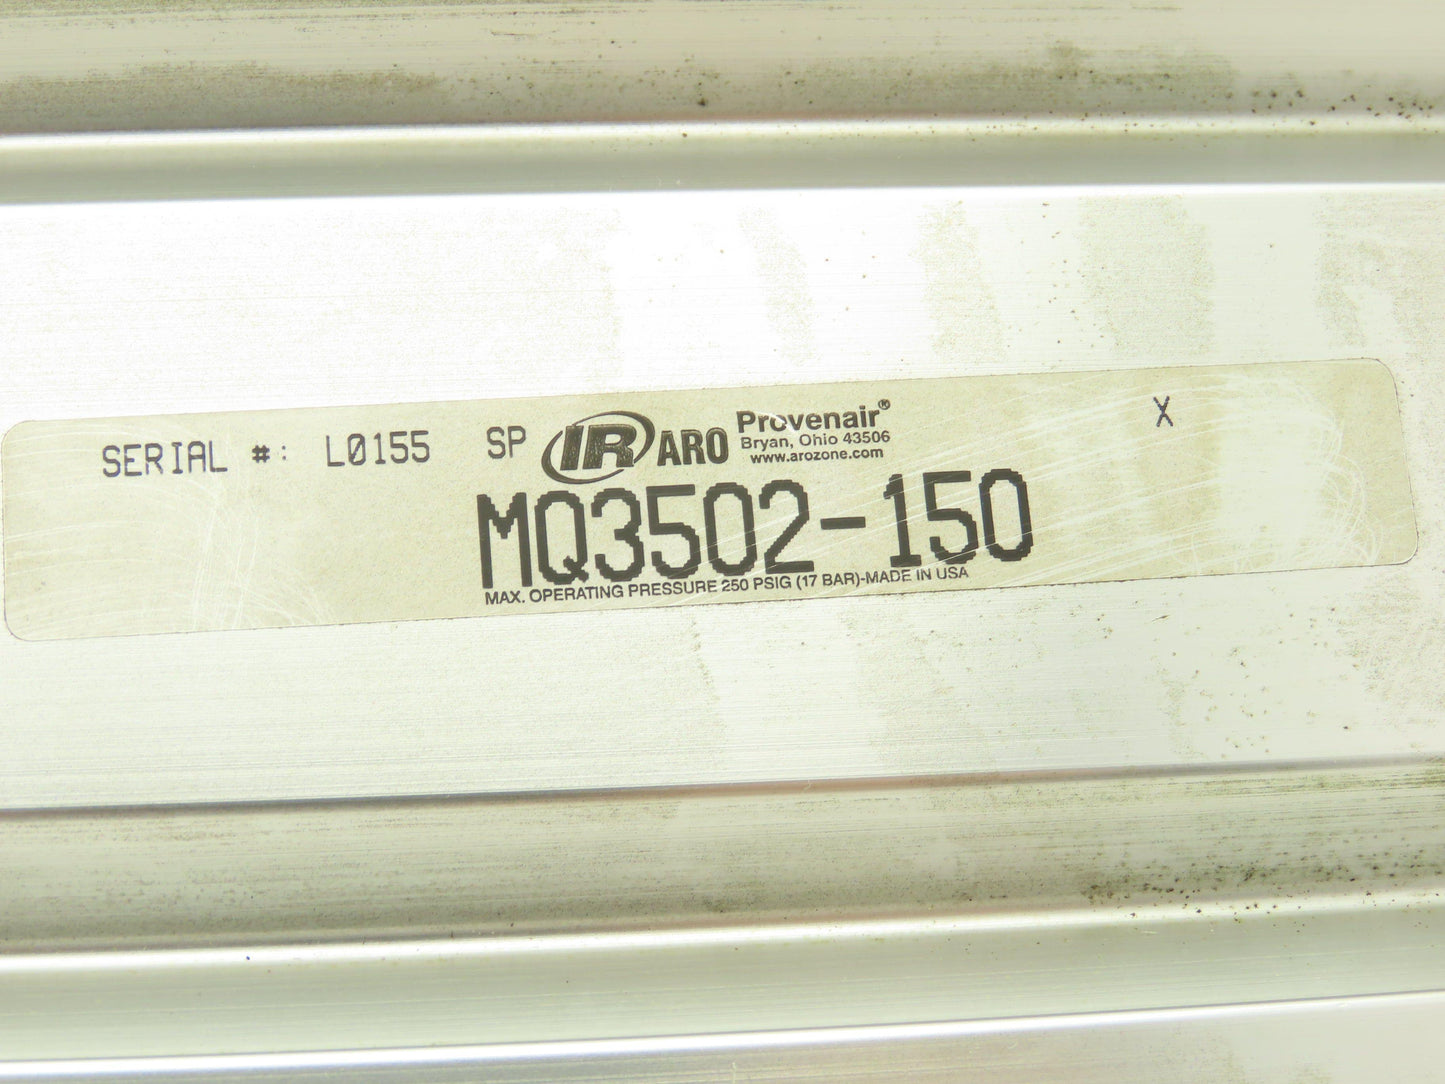 SERIAL #: L0155 SP IR ARO Provenair® X
Bryan, Ohio 43506
www.arozone.com
MQ3502-150
MAX. OPERATING PRESSURE 250 PSIG (17 BAR)-MADE IN USA